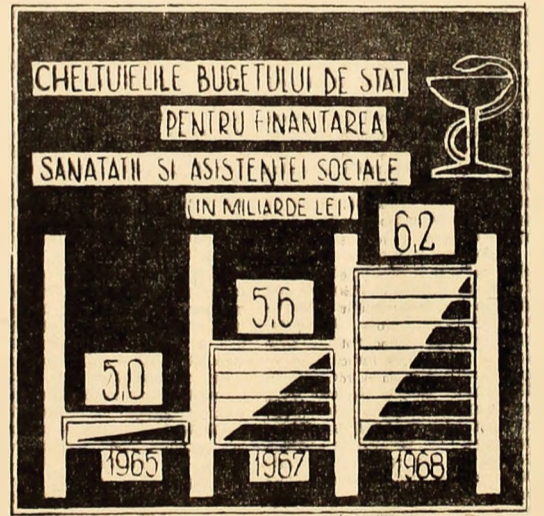 CHELTUIELILE BUGETULUI DE STAT
PENTRU FINANTAREA
SANATATII SI ASISTENTEI SOCIALE
(IN MILIARDE LEI)
6,2
5,6
5,0
1965
1967
1968